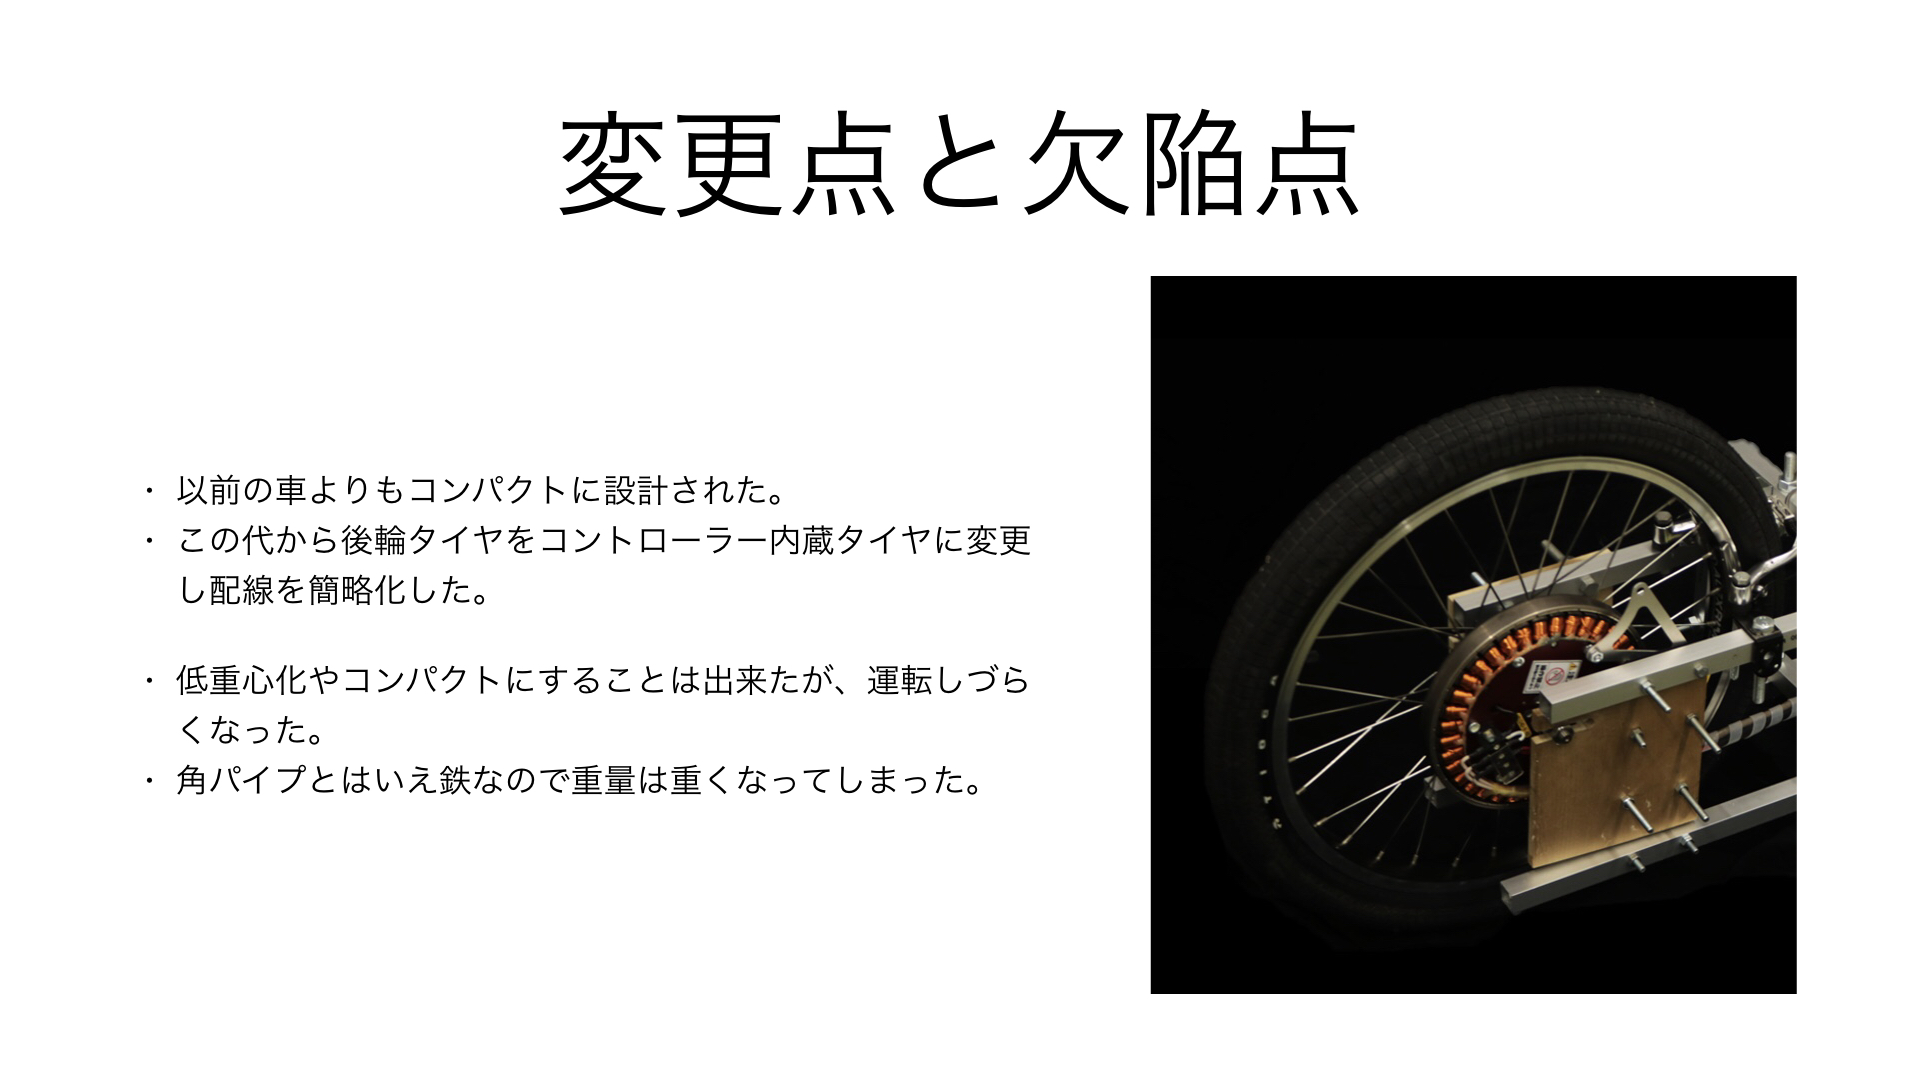 変更点と欠陥点
・ 以前の車よりもコンパクトに設計された。
・ この代から後輪タイヤをコントローラー内蔵タイヤに変更
し配線を簡略化した。
・ 低重心化やコンパクトにすることは出来たが、運転しづら
くなった。
・ 角パイプとはいえ鉄なので重量は重くなってしまった。